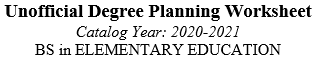 Unofficial Degree Planning Worksheet
Catalog Year: 2020-2021
BS in ELEMENTARY EDUCATION